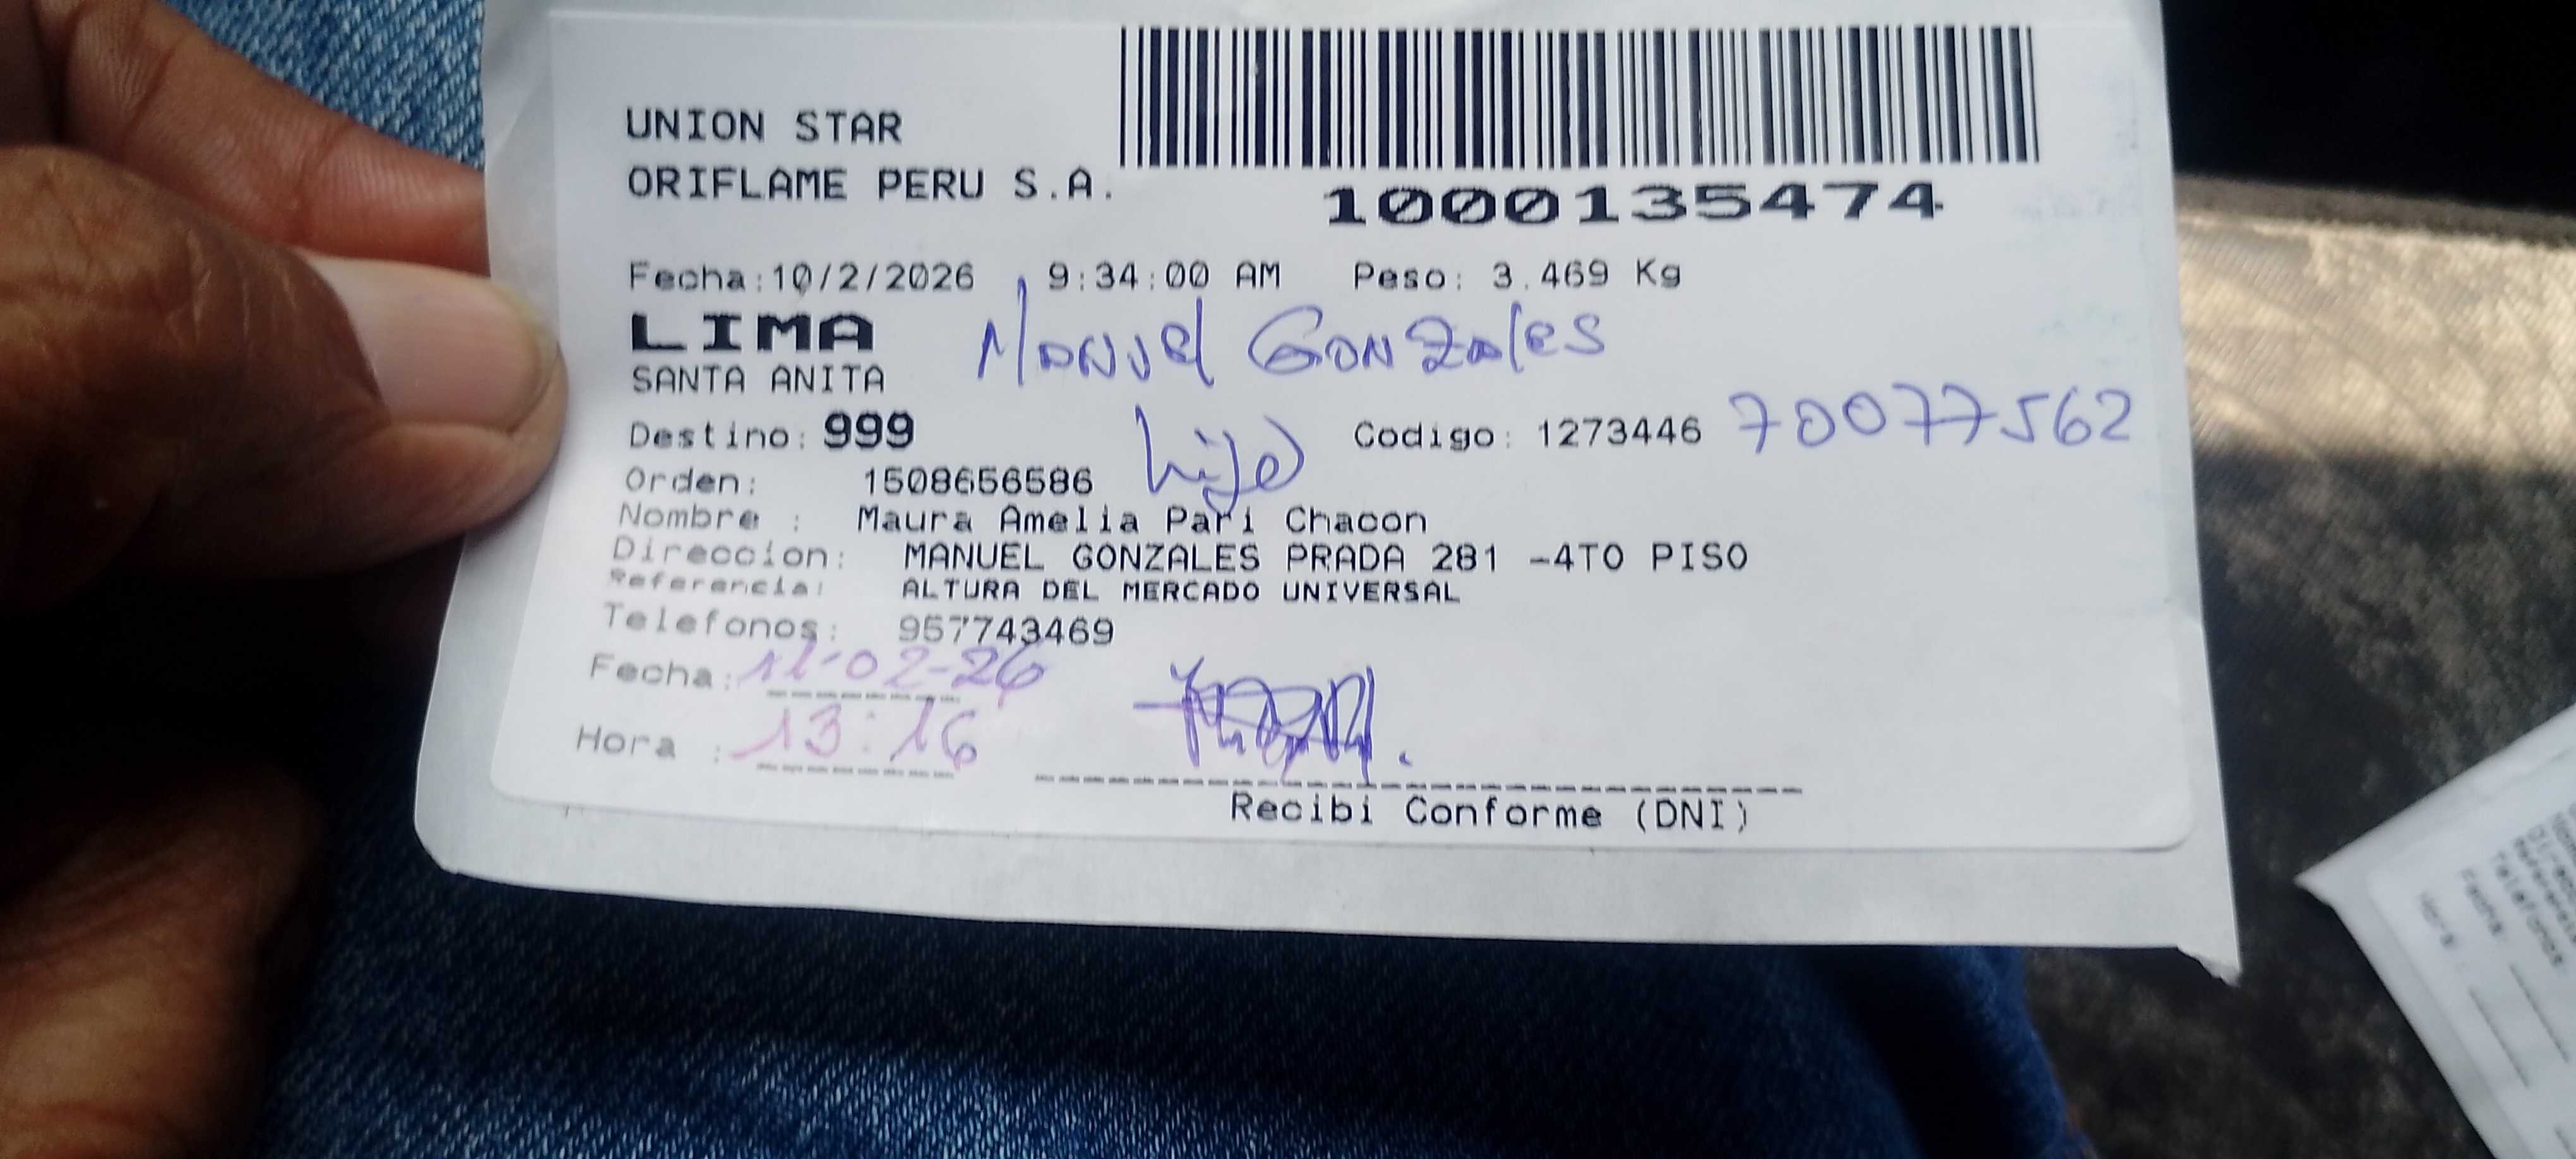 UNION STAR
ORIFLAME PERU S.A.
1000135474
Fecha:10/2/2026 9:34:00 AM Peso: 3.469 Kg
LIMA Manuel Gonzales
SANTA ANITA
Destino: 999 hijo Codigo: 1273446 70077562
Orden: 1508656586
Nombre : Maura Amelia Pari Chacon
Direccion: MANUEL GONZALES PRADA 281 -4TO PISO
Referencia: ALTURA DEL MERCADO UNIVERSAL
Telefonos: 957743469
Fecha: 11-02-26
Hora : 13:16
Recibi Conforme (DNI)
Telefonos
Fecha
Hora :